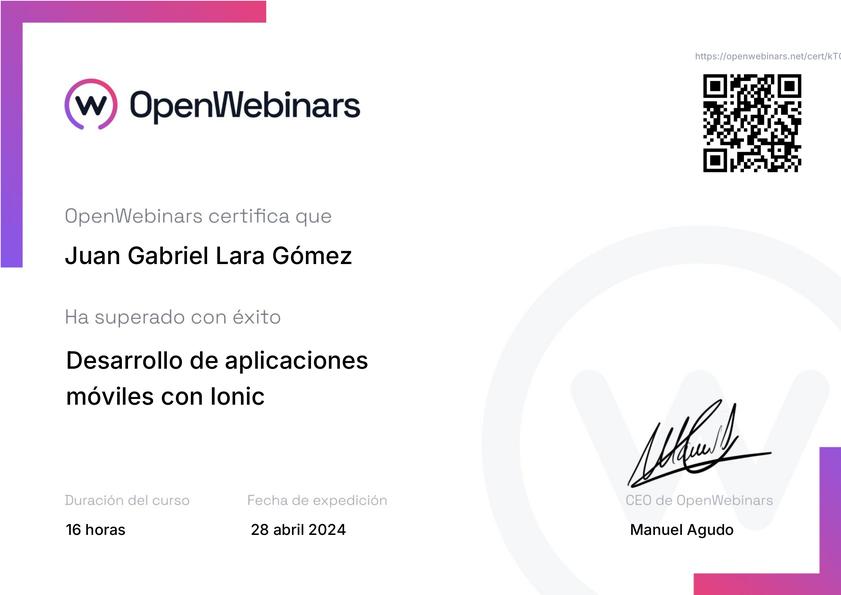 https://openwebinars.net/cert/kT
OpenWebinars
OpenWebinars certifica que
Juan Gabriel Lara Gómez
Ha superado con éxito
Desarrollo de aplicaciones
móviles con Ionic
Duración del curso
Fecha de expedición
CEO de OpenWebinars
16 horas
28 abril 2024
Manuel Agudo